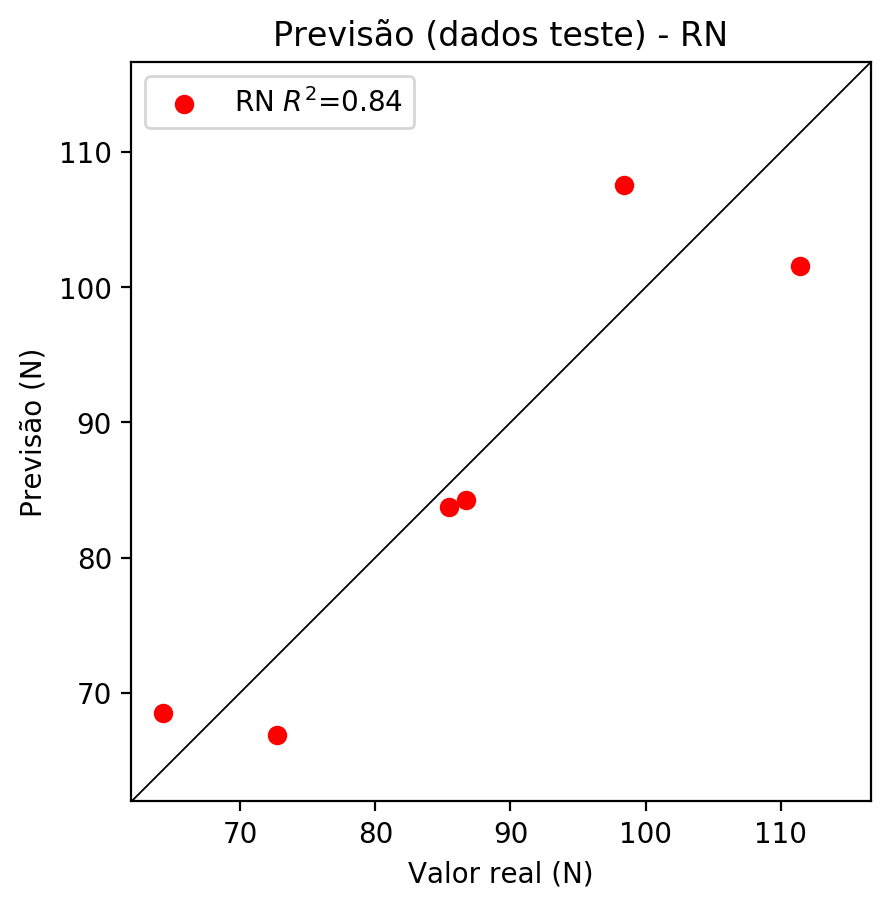 Previsão (dados teste) - RN
RN R²=0.84
Previsão (N)
110
100
90
80
70
70 80 90 100 110
Valor real (N)